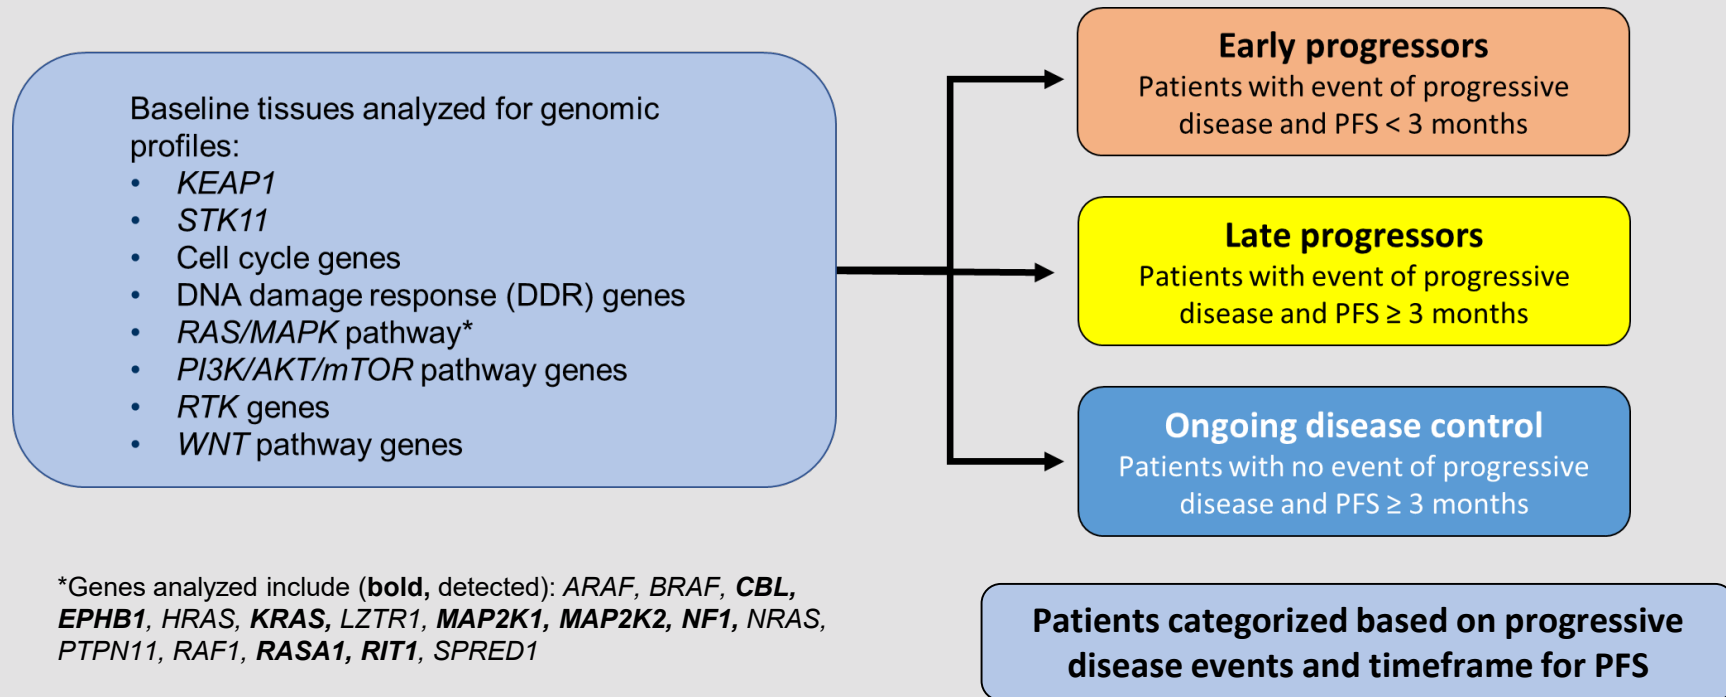 Baseline tissues analyzed for genomic
profiles:
• KEAP1
• STK11
• Cell cycle genes
• DNA damage response (DDR) genes
• RAS/MAPK pathway*
• PI3K/AKT/mTOR pathway genes
• RTK genes
• WNT pathway genes
Early progressors
Patients with event of progressive
disease and PFS < 3 months
Late progressors
Patients with event of progressive
disease and PFS ≥ 3 months
Ongoing disease control
Patients with no event of progressive
disease and PFS ≥ 3 months
*Genes analyzed include (bold, detected): ARAF, BRAF, CBL,
EPHB1, HRAS, KRAS, LZTR1, MAP2K1, MAP2K2, NF1, NRAS,
PTPN11, RAF1, RASA1, RIT1, SPRED1
Patients categorized based on progressive
disease events and timeframe for PFS